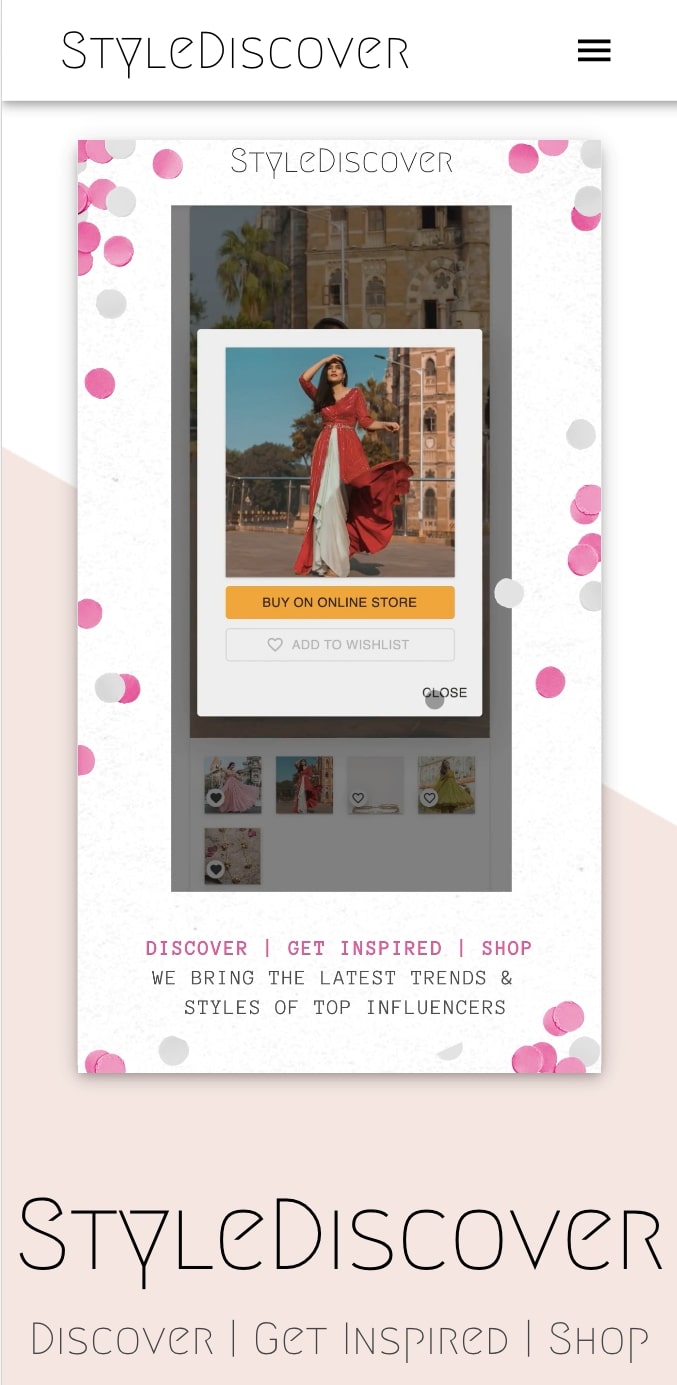 StyleDiscover
StyleDiscover
BUY ON ONLINE STORE
ADD TO WISHLIST
CLOSE
DISCOVER | GET INSPIRED | SHOP
WE BRING THE LATEST TRENDS &
STYLES OF TOP INFLUENCERS
StyleDiscover
Discover | Get Inspired | Shop